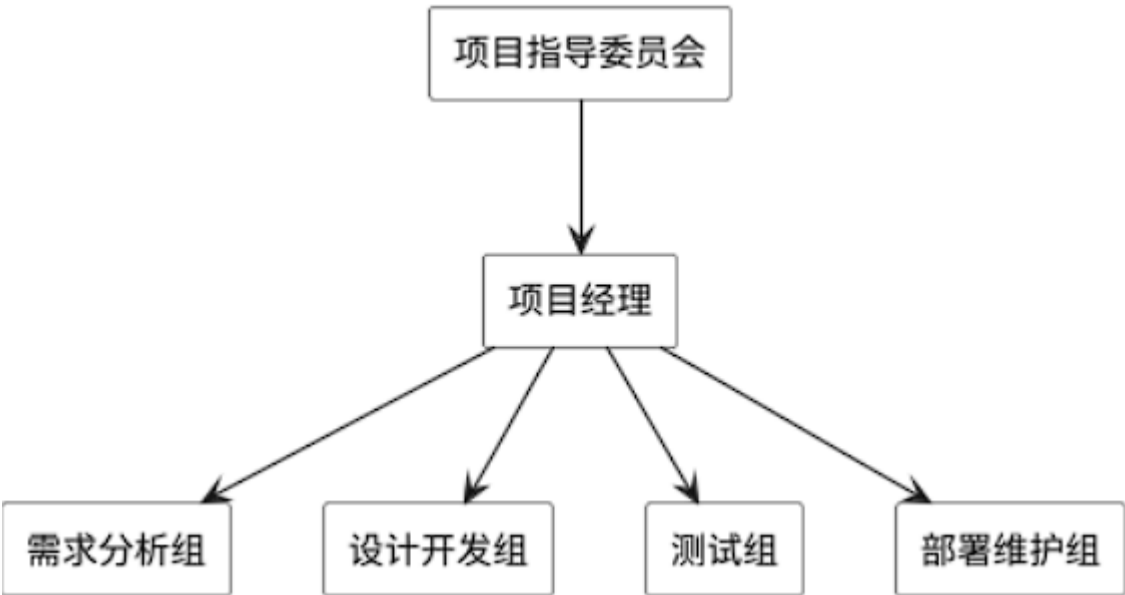 项目指导委员会
项目经理
需求分析组
设计开发组
测试组
部署维护组